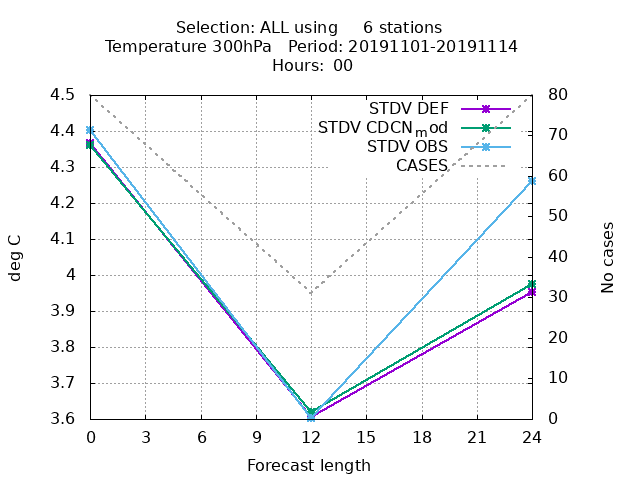 Selection: ALL using     6 stations
Temperature 300hPa   Period: 20191101-20191114
Hours:  00
4.5
4.4
4.3
4.2
4.1
4
3.9
3.8
3.7
3.6
deg C
STDV DEF
STDV CDCN_mod
STDV OBS
CASES
80
70
60
50
40
30
20
10
0
No cases
0 3 6 9 12 15 18 21 24
Forecast length